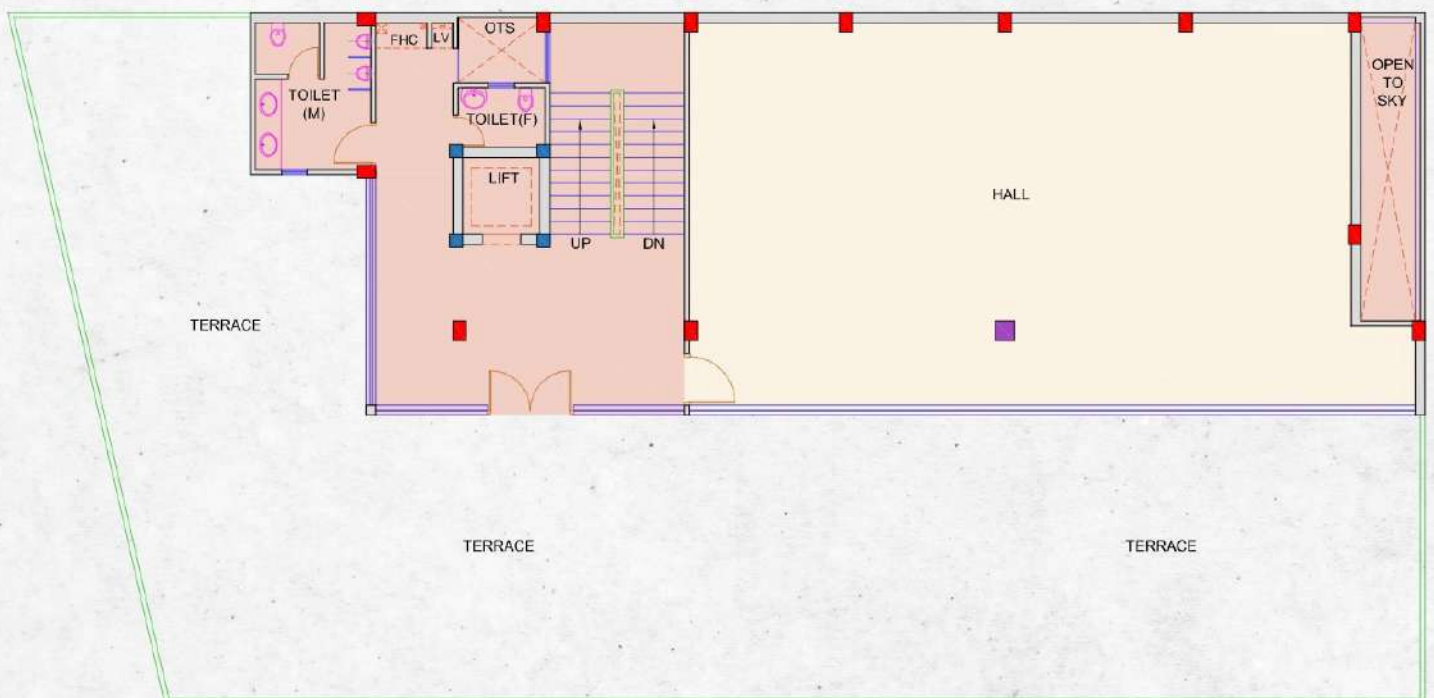 FHC
LV
OTS
OPEN
TO
SKY
TOILET
(M)
TOILET(F)
LIFT
HALL
UP
DN
TERRACE
TERRACE
TERRACE